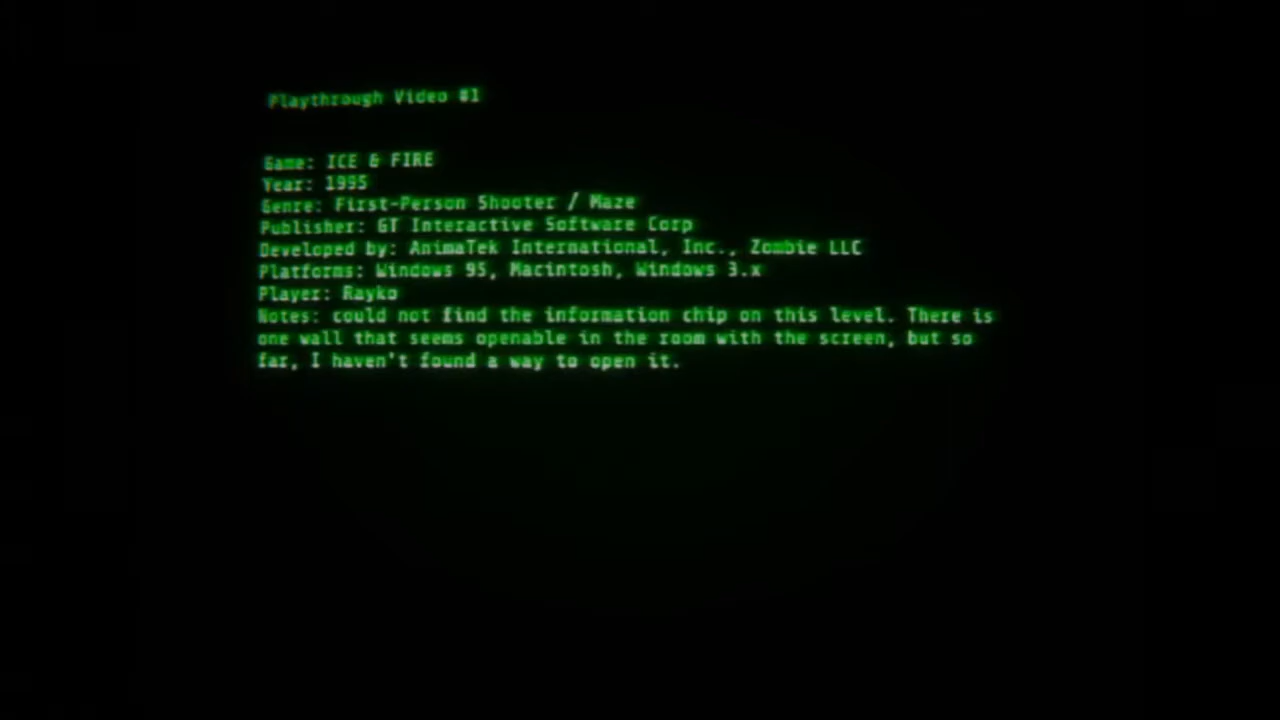 Playthrough Video #1
Game: ICE & FIRE
Year: 1995
Genre: First-Person Shooter / Maze
Publisher: GT Interactive Software Corp
Developed by: AnimaTek International, Inc., Zombie LLC
Platforms: Windows 95, Macintosh, Windows 3.x
Player: Rayko
Notes: could not find the information chip on this level. There is
one wall that seems openable in the room with the screen, but so
far, I haven't found a way to open it.